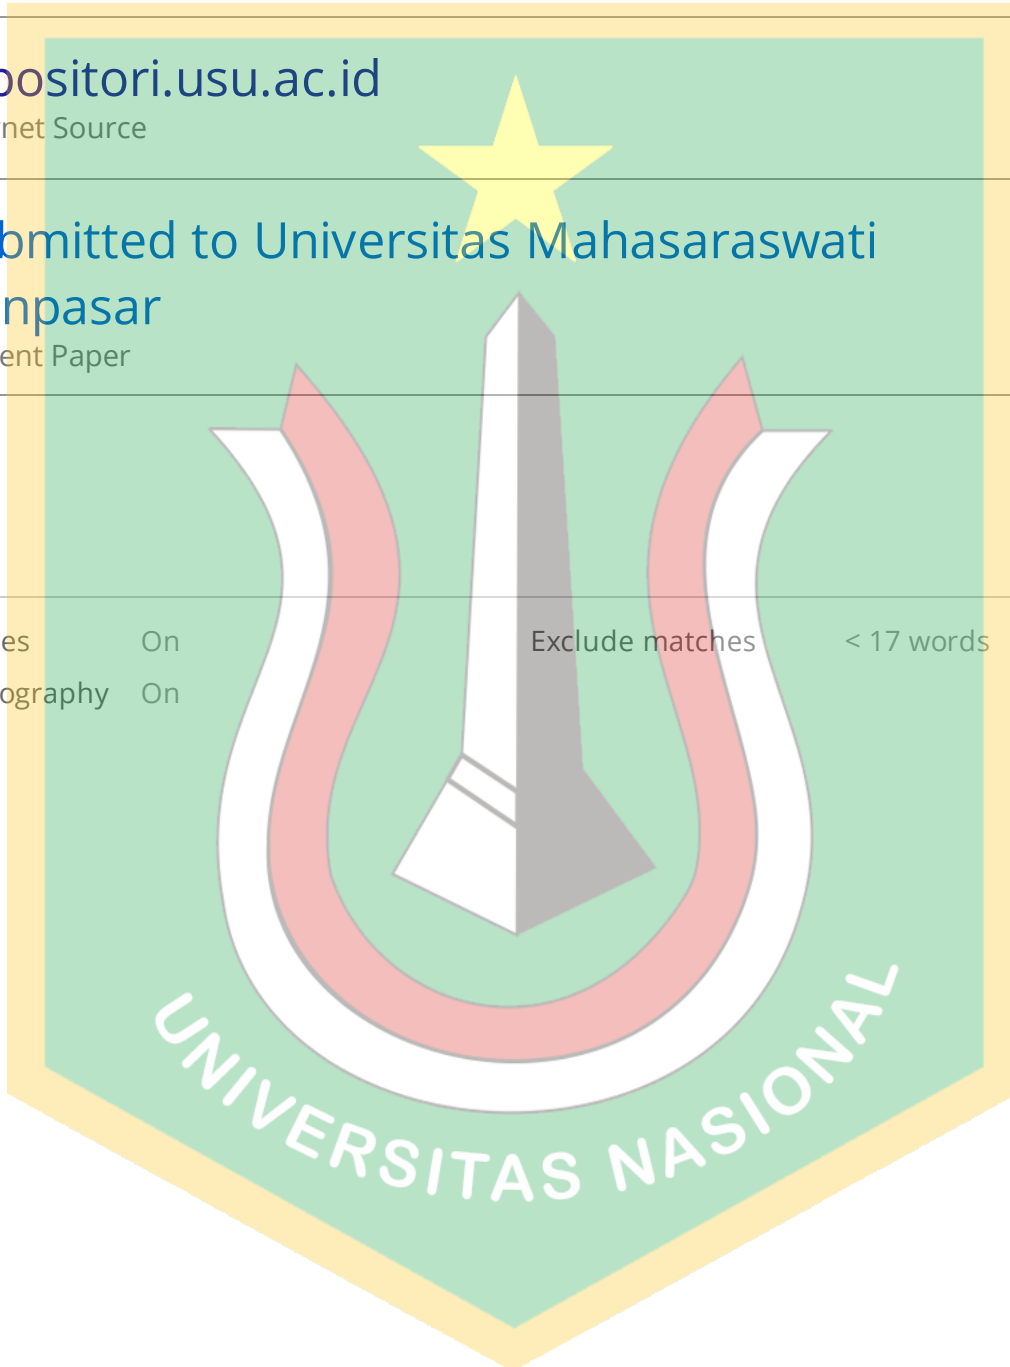 positori.usu.ac.id
rnet Source
bmitted to Universitas Mahasaraswati
npasar
ent Paper
es On Exclude matches < 17 words
ography On
UNIVERSITAS NASIONAL